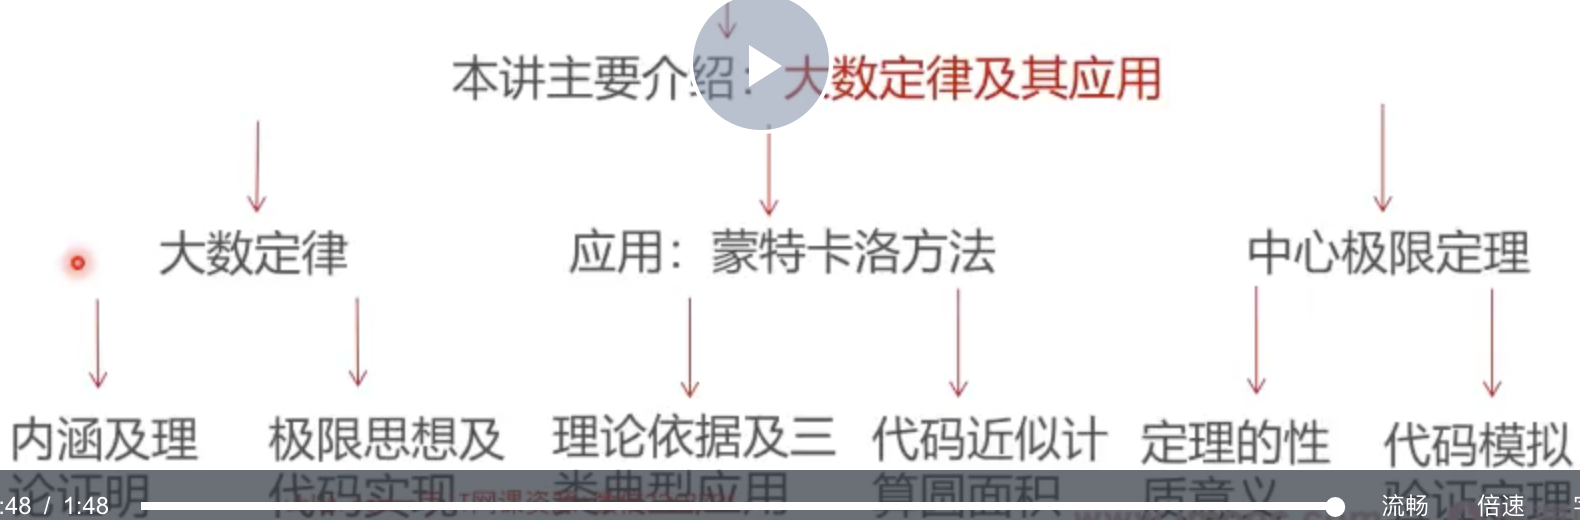 本讲主要介绍：大数定律及其应用
大数定律
应用：蒙特卡洛方法
中心极限定理
内涵及理
论证明
极限思想及
代码实现
理论依据及三
类典型应用
代码近似计
算圆面积
定理的性
质意义
代码模拟
验证定理
:48 / 1:48
流畅
倍速